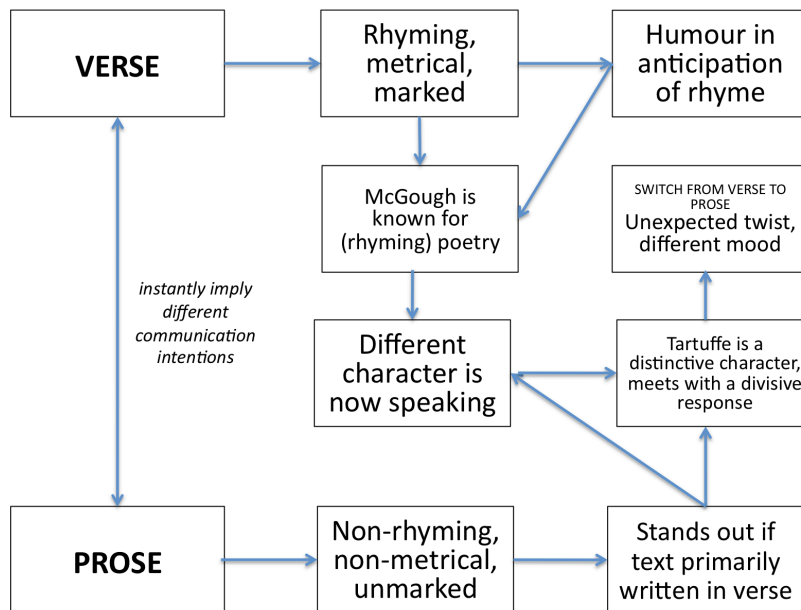 VERSE
Rhyming,
metrical,
marked
Humour in
anticipation
of rhyme
McGough is
known for
(rhyming) poetry
SWITCH FROM VERSE TO
PROSE
Unexpected twist,
different mood
instantly imply
different
communication
intentions
Different
character is
now speaking
Tartuffe is a
distinctive character,
meets with a divisive
response
PROSE
Non-rhyming,
non-metrical,
unmarked
Stands out if
text primarily
written in verse